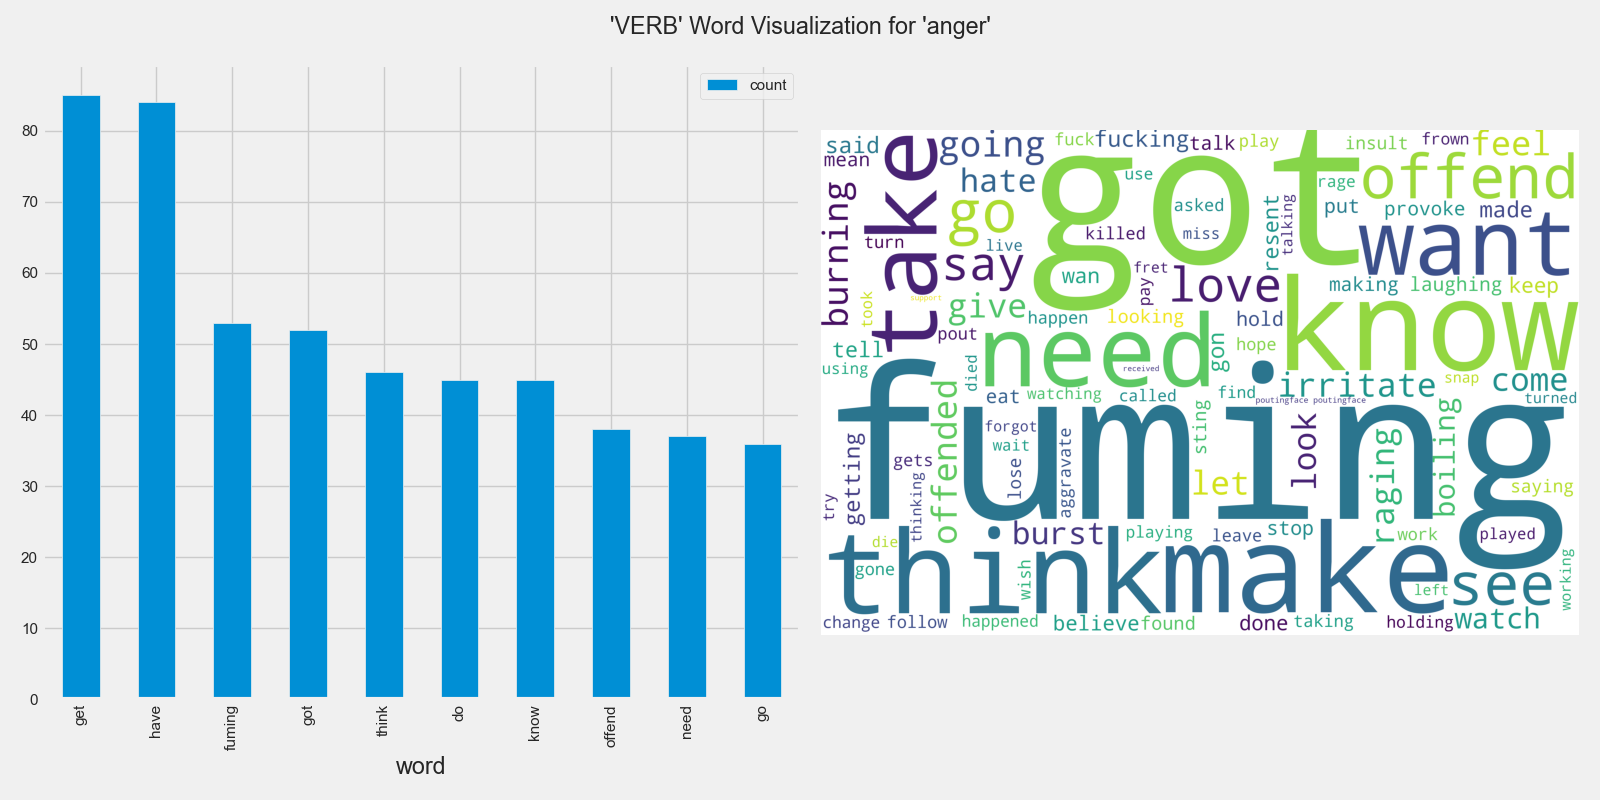 'VERB' Word Visualization for 'anger'
count
80
70
60
50
40
30
20
10
0
get
have
fuming
got
think
do
know
offend
need
go
word
said
mean
take
going
fuck
fucking
talk
play
insult
frown
feel
hate
use
got
rage
offend
burning
go
asked
resent
talking
put
provoke
made
turn
live
killed
miss
want
say
wan
fret
pay
love
making
laughing
keep
took
support
give
happen
looking
hold
know
pout
need
gon
hope
tell
using
died
received
irritate
snap
come
fuming
offended
eat
watching
called
find
poutingface poutingface
turned
forgot
wait
sting
look
raging
boiling
getting
gets
lose
aggravate
let
saying
try
thinking
burst
playing
leave
stop
work
played
die
think
make
gone
wish
see
left
working
change
follow
happened
believe
found
done
taking
holding
watch